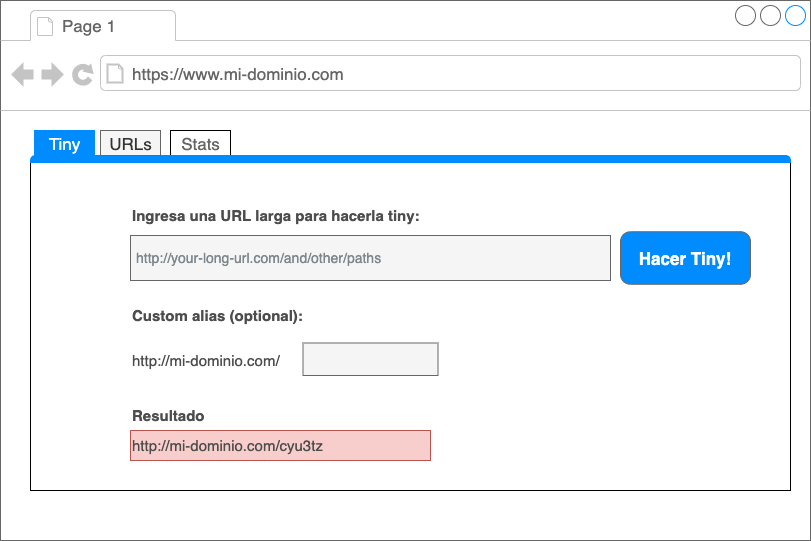 Page 1
https://www.mi-dominio.com
Tiny URLs Stats
Ingresa una URL larga para hacerla tiny:
http://your-long-url.com/and/other/paths Hacer Tiny!
Custom alias (optional):
http://mi-dominio.com/
Resultado
http://mi-dominio.com/cyu3tz